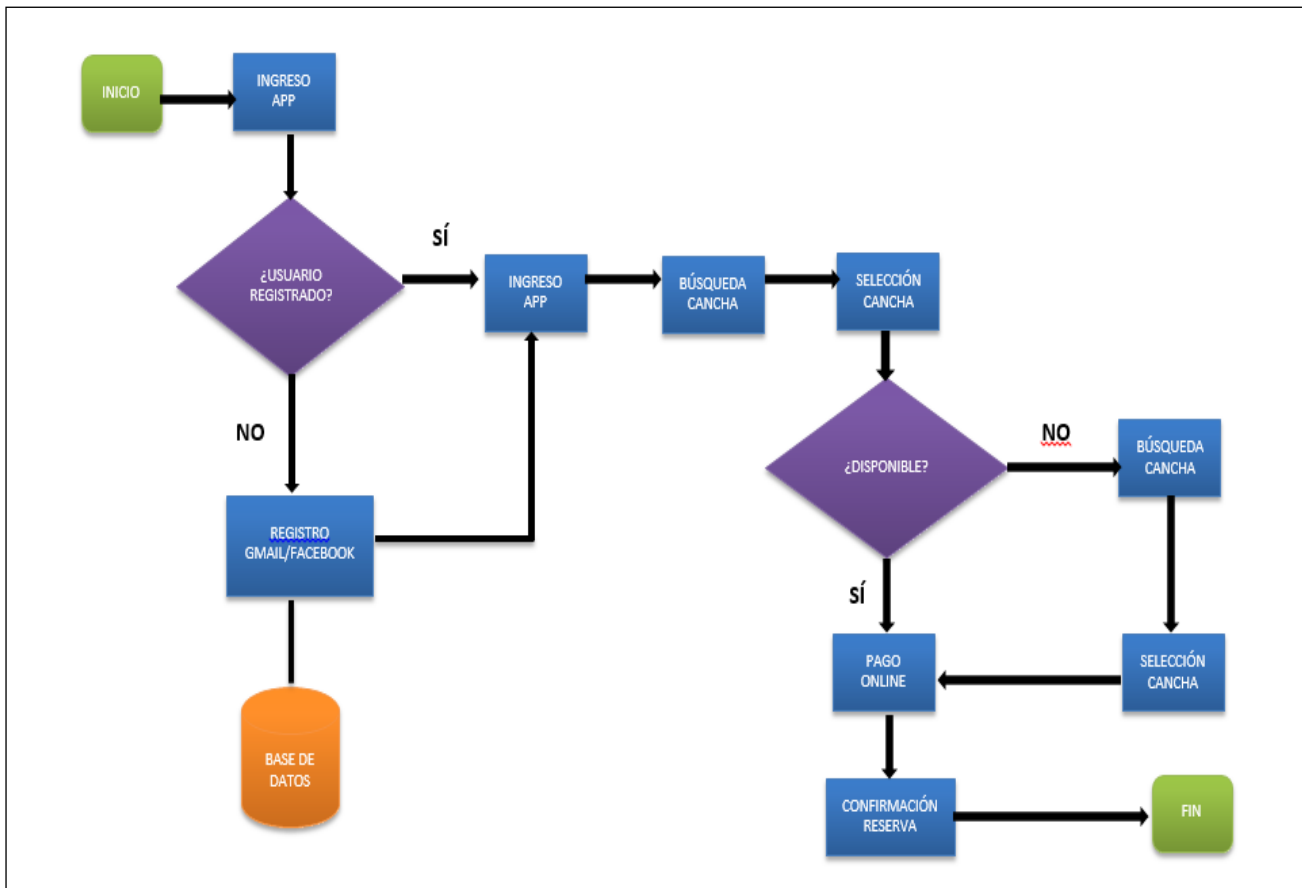 INICIO
INGRESO
APP
¿USUARIO
REGISTRADO?
SÍ
INGRESO
APP
BÚSQUEDA
CANCHA
SELECCIÓN
CANCHA
NO
REGISTRO
GMAIL/FACEBOOK
BASE DE
DATOS
¿DISPONIBLE?
NO
BÚSQUEDA
CANCHA
SÍ
PAGO
ONLINE
SELECCIÓN
CANCHA
CONFIRMACIÓN
RESERVA
FIN